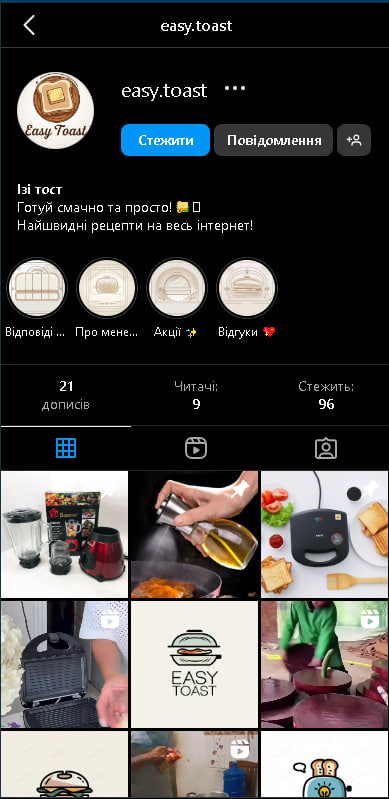 easy.toast
easy.toast
Easy Toast
Стежити
Повідомлення
Ізі тост
Готуй смачно та просто!
Найшвидні рецепти на весь інтернет!
Відповіді ...
Про мене...
Акції ✨
Відгуки 💖
21
дописів
Читачі:
9
Стежить:
96
EASY
TOAST